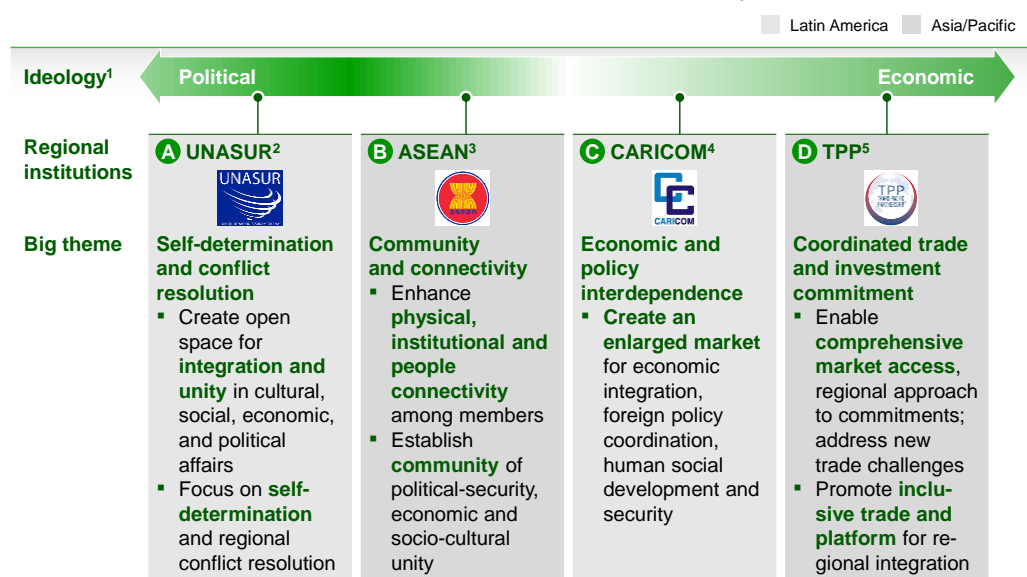 Latin America
Asia/Pacific
Ideology1
Political
Economic
Regional
institutions
A UNASUR2
UNASUR
B ASEAN3
asean
C CARICOM4
CARICOM
D TPP5
TPP
TRANS PACIFIC
PARTNERSHIP
Big theme
Self-determination
and conflict
resolution
▪ Create open
space for
integration and
unity in cultural,
social, economic,
and political
affairs
▪ Focus on self-
determination
and regional
conflict resolution
Community
and connectivity
▪ Enhance
physical,
institutional and
people
connectivity
among members
▪ Establish
community of
political-security,
economic and
socio-cultural
unity
Economic and
policy
interdependence
▪ Create an
enlarged market
for economic
integration,
foreign policy
coordination,
human social
development and
security
Coordinated trade
and investment
commitment
▪ Enable
comprehensive
market access,
regional approach
to commitments;
address new
trade challenges
▪ Promote inclu-
sive trade and
platform for re-
gional integration